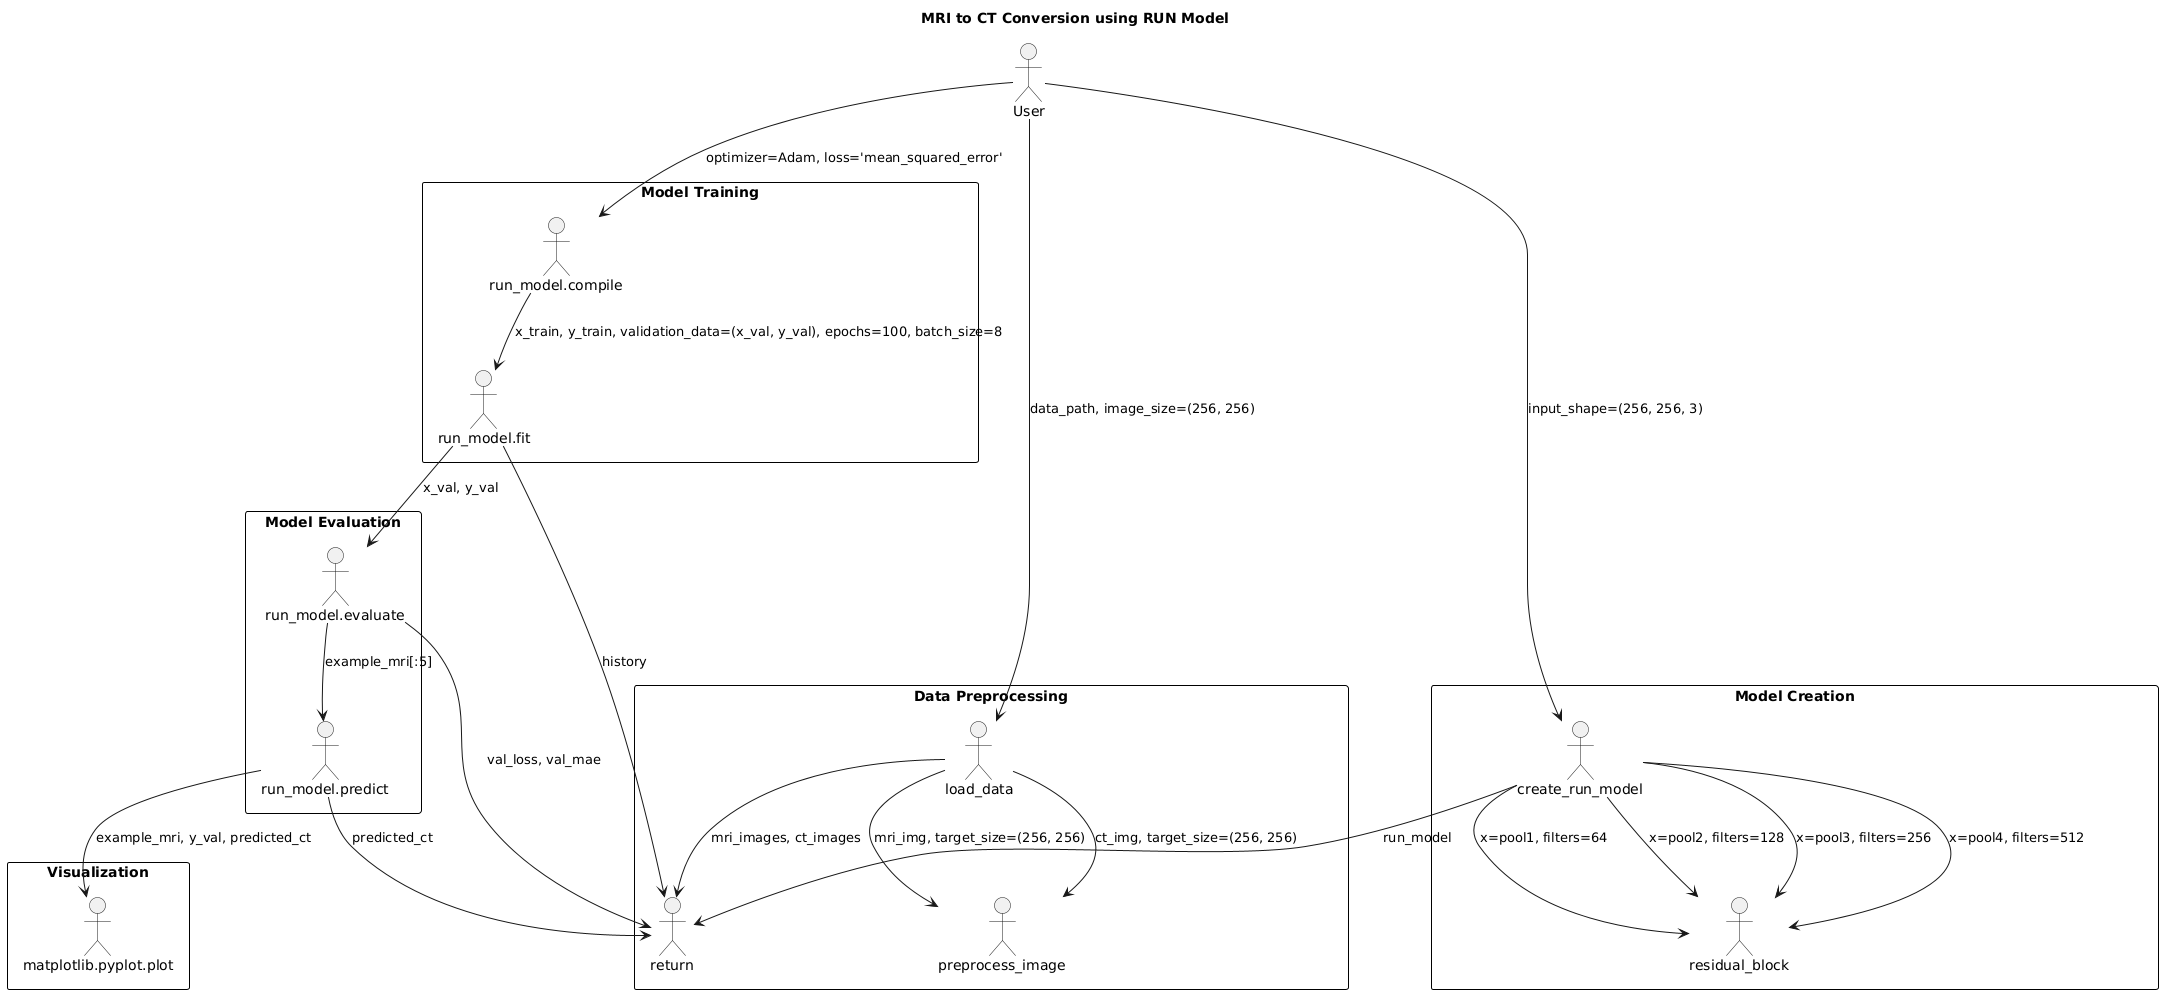 MRI to CT Conversion using RUN Model
User
optimizer=Adam, loss='mean_squared_error'
Model Training
run_model.compile
x_train, y_train, validation_data=(x_val, y_val), epochs=100, batch_size=8
data_path, image_size=(256, 256)
input_shape=(256, 256, 3)
run_model.fit
x_val, y_val
Model Evaluation
run_model.evaluate
example_mri[:5]
history
Data Preprocessing
Model Creation
val_loss, val_mae
run_model.predict
load_data
create_run_model
example_mri, y_val, predicted_ct
predicted_ct
mri_images, ct_images
mri_img, target_size=(256, 256)
ct_img, target_size=(256, 256)
run_model
x=pool1, filters=64
x=pool2, filters=128
x=pool3, filters=256
x=pool4, filters=512
Visualization
matplotlib.pyplot.plot
return
preprocess_image
residual_block